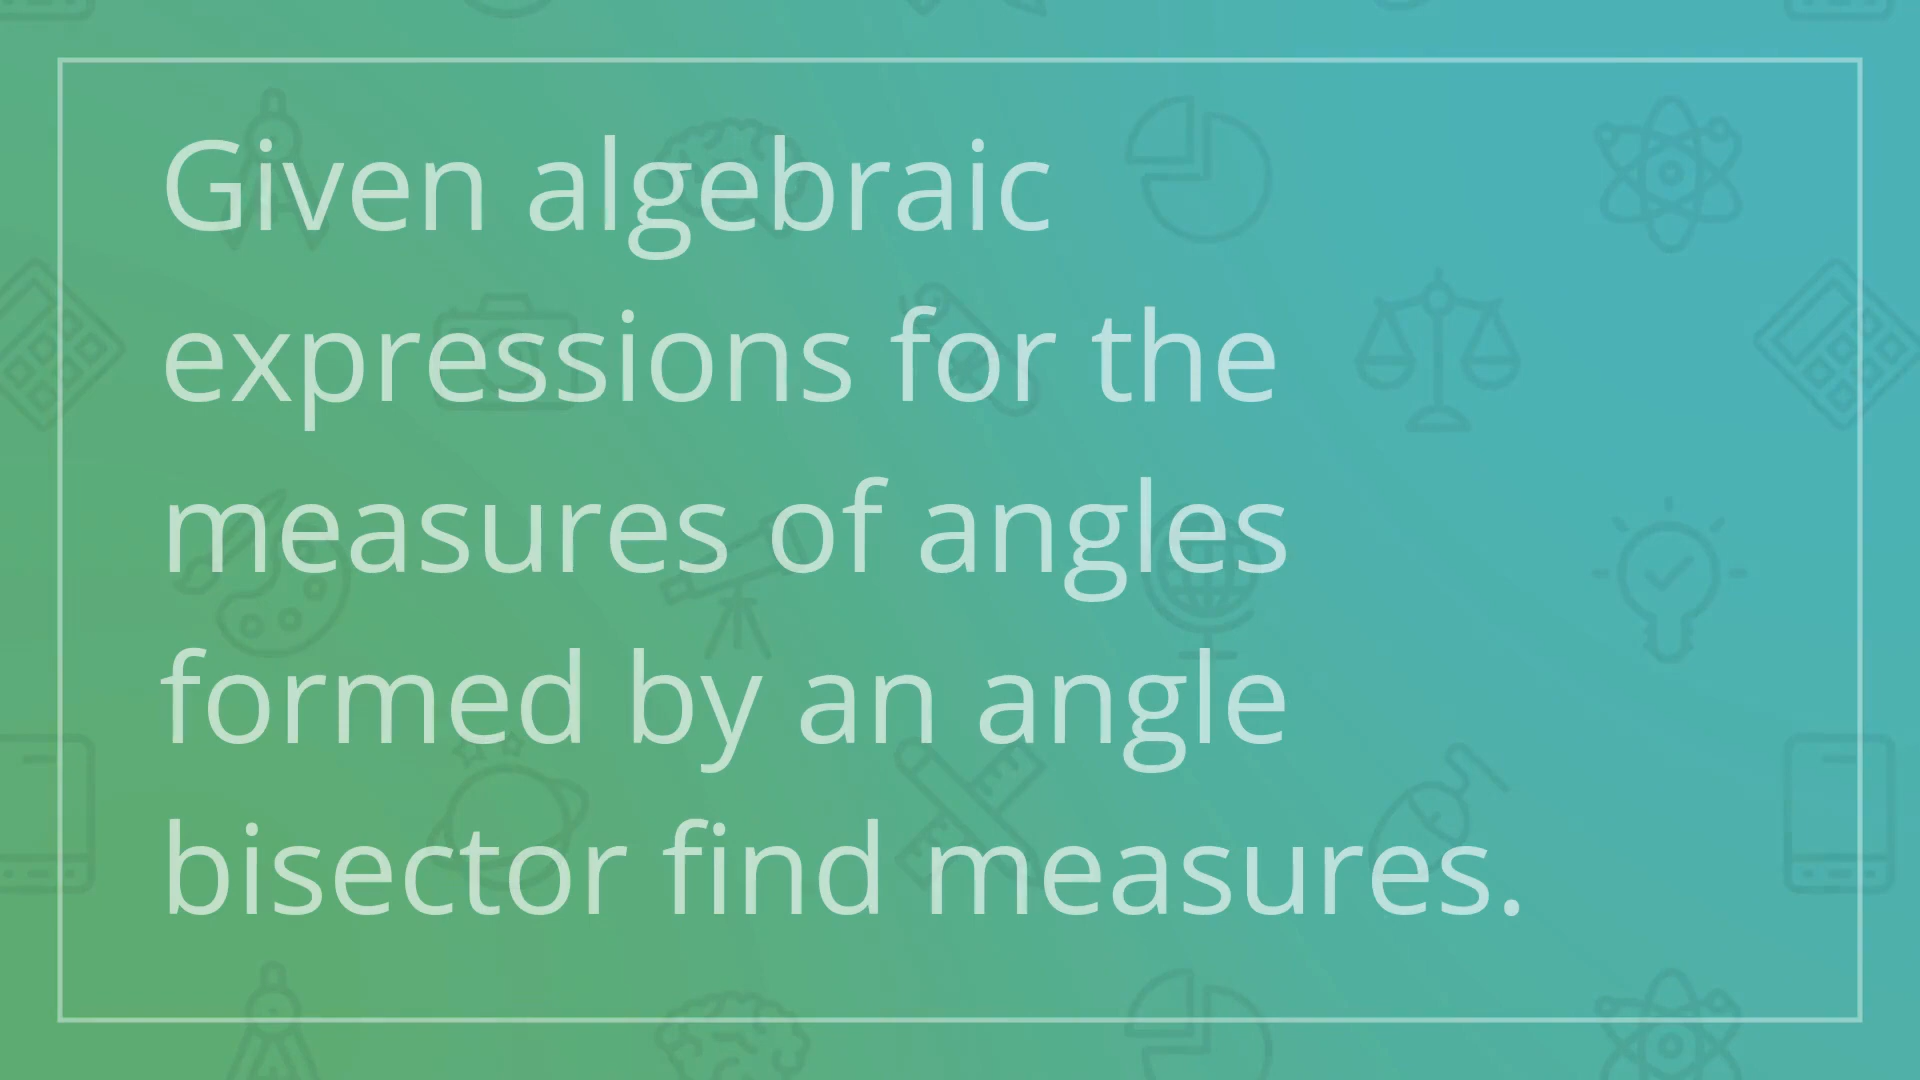 Given algebraic
expressions for the
measures of angles
formed by an angle
bisector find measures.